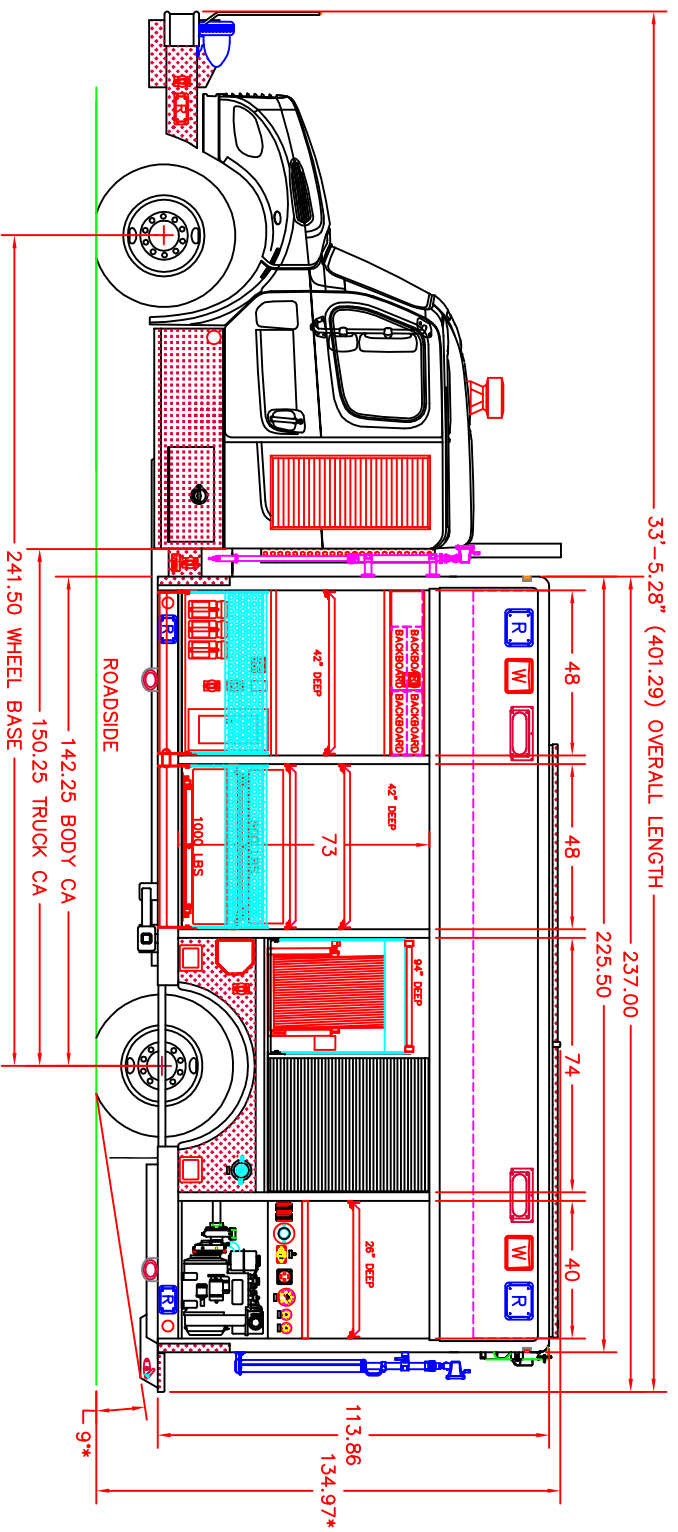 33'-5.28" (401.29) OVERALL LENGTH
237.00
225.50
48
48
74
40
R
W
W
R
BACKBOARD
BACKBOARD
BACKBOARD
BACKBOARD
42" DEEP
42" DEEP
94" DEEP
26" DEEP
73
1000 LBS
R
R
R
113.86
134.97*
9°*
ROADSIDE
142.25 BODY CA
150.25 TRUCK CA
241.50 WHEEL BASE